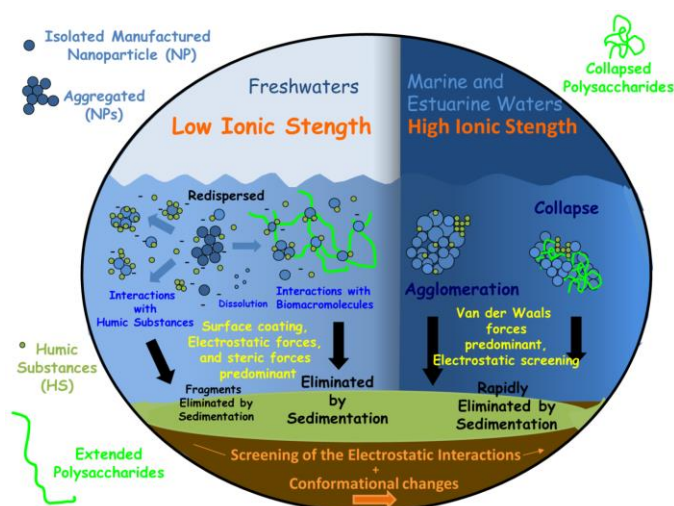 Isolated Manufactured
Nanoparticle (NP)
Aggregated
(NPs)
Collapsed
Polysaccharides
Freshwaters
Low Ionic Stength
Marine and
Estuarine Waters
High Ionic Stength
Redispersed
Collapse
Interactions
with
Humic Substances
Dissolution
Interactions with
Biomacromolecules
Agglomeration
Surface coating,
Electrostatic forces,
and steric forces
predominant
Van der Waals
forces
predominant,
Electrostatic screening
Humic
Substances
(HS)
Fragments
Eliminated by
Sedimentation
Eliminated
by
Sedimentation
Rapidly
Eliminated by
Sedimentation
Extended
Polysaccharides
Screening of the Electrostatic Interactions
+
Conformational changes